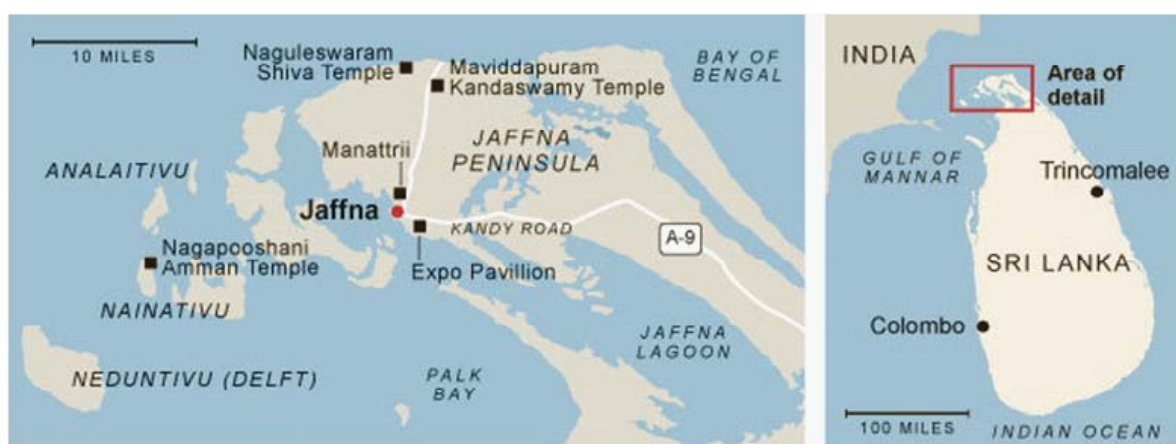 10 MILES
Naguleswaram
Shiva Temple
Maviddapuram
Kandaswamy Temple
BAY OF
BENGAL
JAFFNA
PENINSULA
Manattrii
ANALAITIVU
Jaffna
KANDY ROAD
A-9
Nagapooshani
Amman Temple
Expo Pavillion
NAINATIVU
JAFFNA
LAGOON
NEDUNTIVU (DELFT)
PALK
BAY
INDIA
Area of
detail
GULF OF
MANNAR
Trincomalee
SRI LANKA
Colombo
100 MILES
INDIAN OCEAN